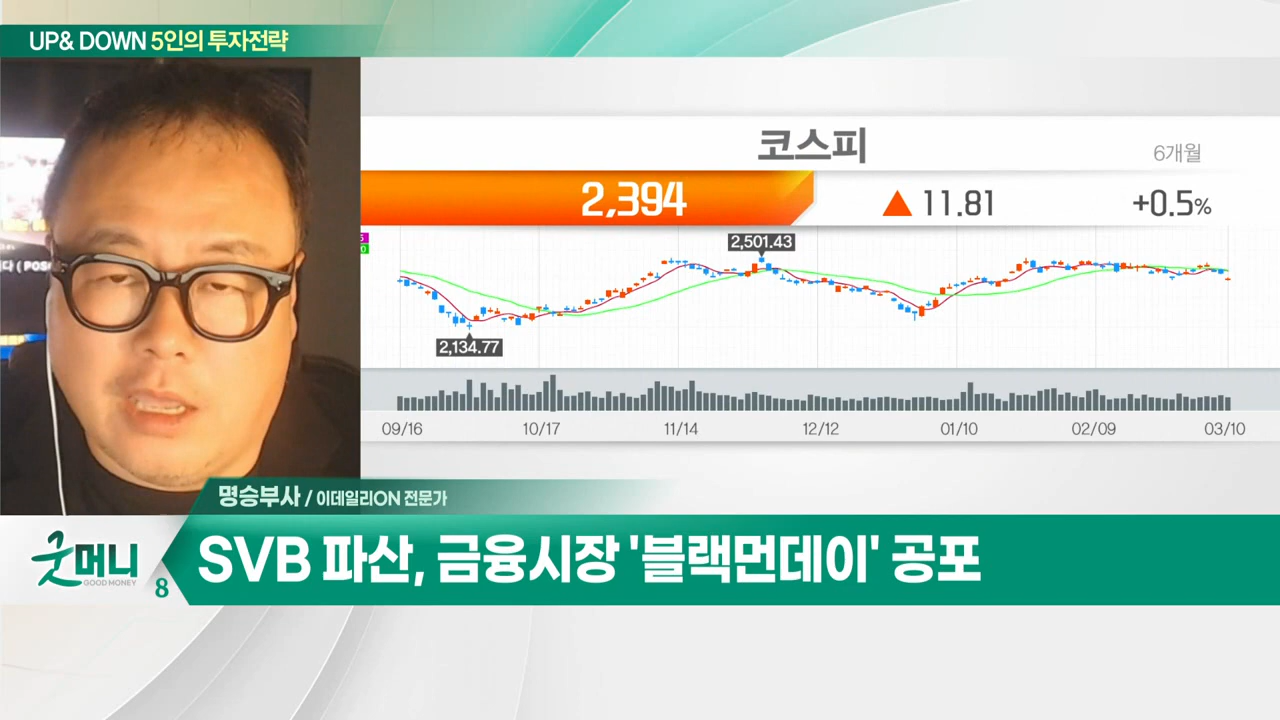 UP& DOWN 5인의 투자전략
코스피
6개월
2,394
▲ 11.81
+0.5%
2,501.43
2,134.77
09/16 10/17 11/14 12/12 01/10 02/09 03/10
명승부사 / 이데일리ON 전문가
굿머니
GOOD MONEY
8
SVB 파산, 금융시장 '블랙먼데이' 공포